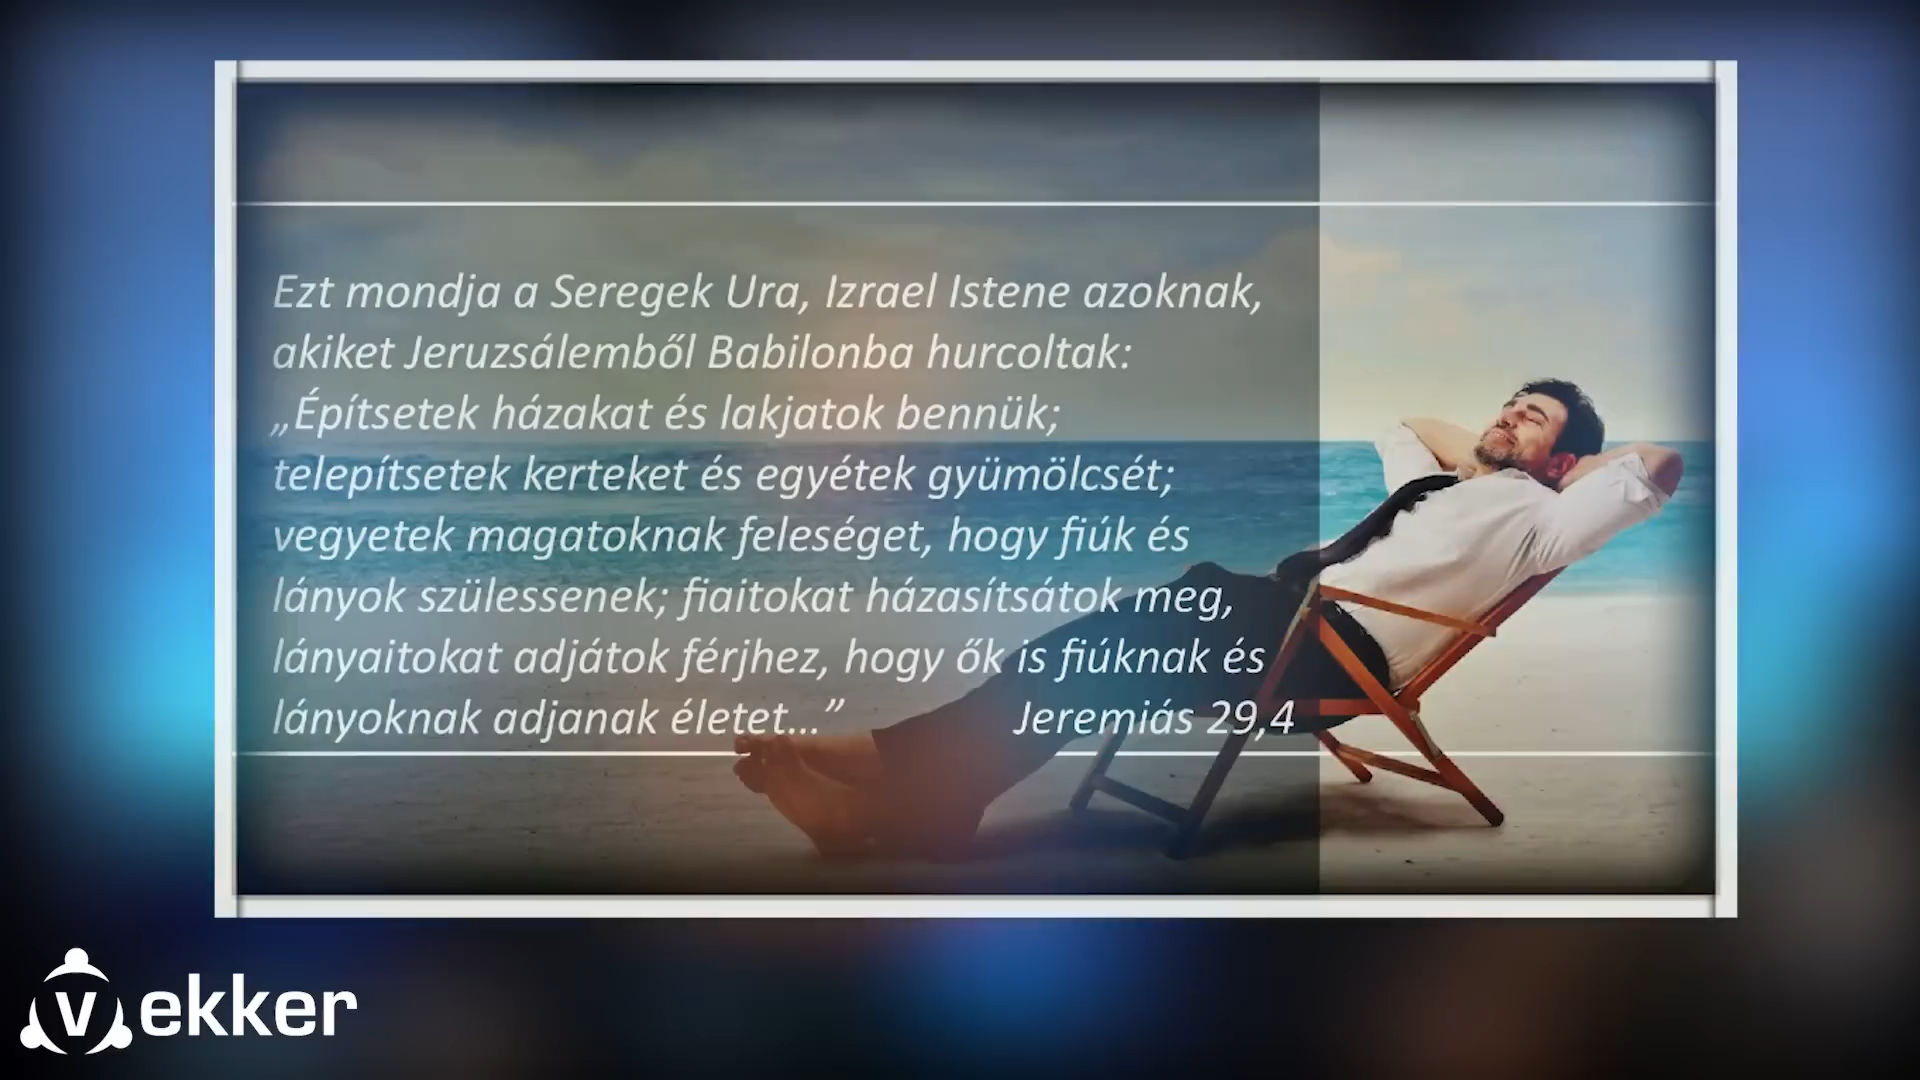 Ezt mondja a Seregek Ura, Izrael Istene azoknak,
akiket Jeruzsálemből Babilonba hurcoltak:
„Építsetek házakat és lakjatok bennük;
telepítsetek kerteket és egyétek gyümölcsét;
vegyetek magatoknak feleséget, hogy fiúk és
lányok szülessenek; fiaitokat házasítsátok meg,
lányaitokat adjátok férjhez, hogy ők is fiúknak és
lányoknak adjanak életet...” Jeremiás 29,4
vekker